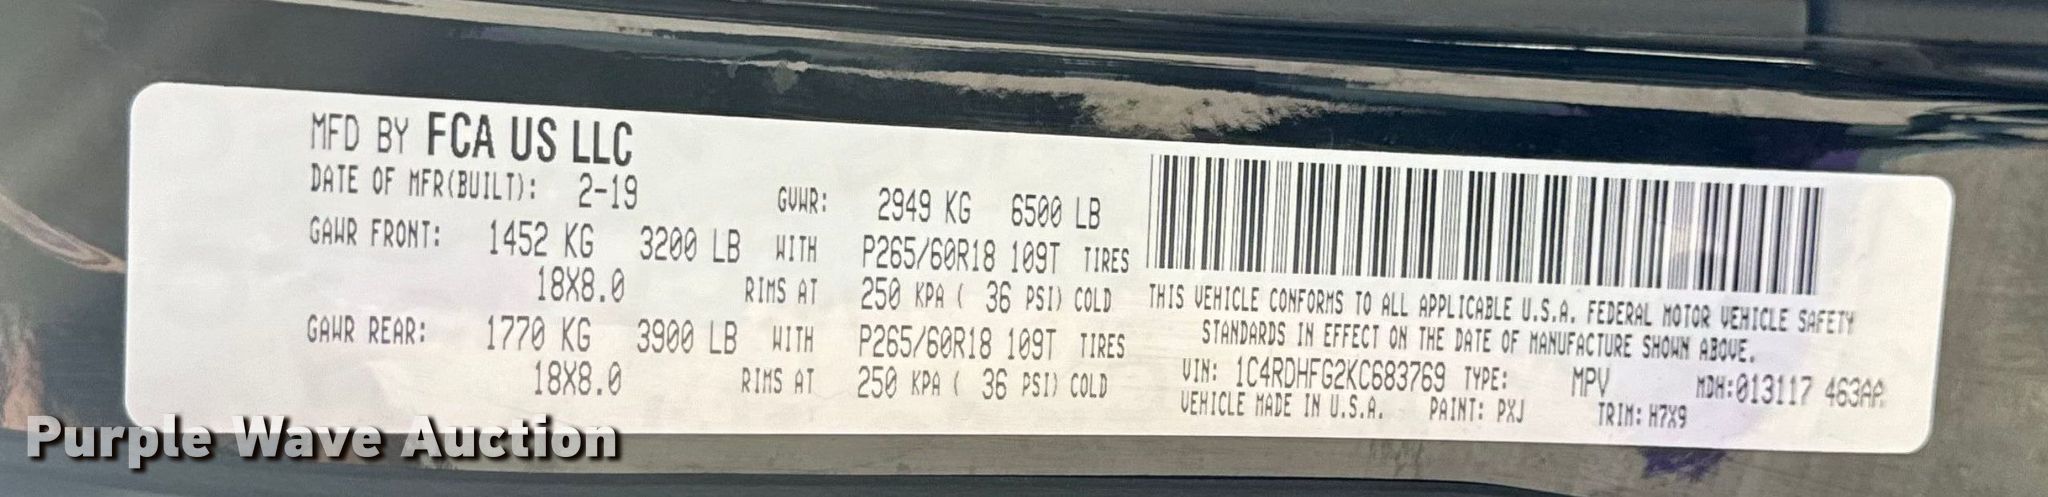 MFD BY FCA US LLC
DATE OF MFR(BUILT): 2-19 GVWR: 2949 KG 6500 LB
GAWR FRONT: 1452 KG 3200 LB WITH P265/60R18 109T TIRES
18X8.0 RIMS AT 250 KPA ( 36 PSI) COLD
GAWR REAR: 1770 KG 3900 LB WITH P265/60R18 109T TIRES
18X8.0 RIMS AT 250 KPA ( 36 PSI) COLD
THIS VEHICLE CONFORMS TO ALL APPLICABLE U.S.A. FEDERAL MOTOR VEHICLE SAFETY
STANDARDS IN EFFECT ON THE DATE OF MANUFACTURE SHOWN ABOVE.
VIN: 1C4RDHFG2KC683769 TYPE: MPV MDH:013117 463AA
VEHICLE MADE IN U.S.A. PAINT: PXJ TRIM: H7X9
Purple Wave Auction